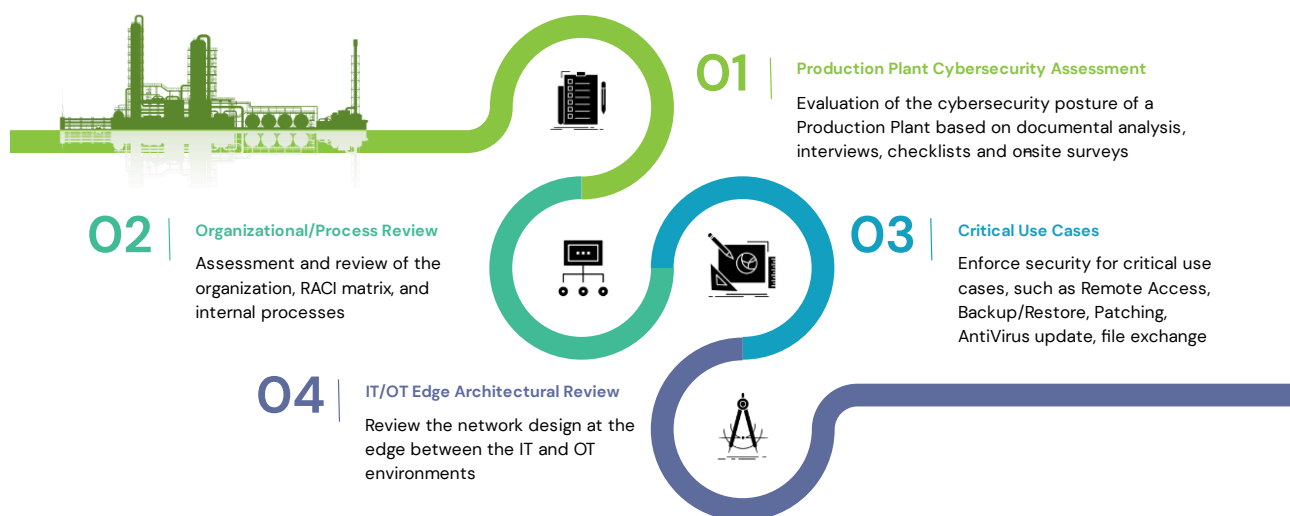 01
Production Plant Cybersecurity Assessment
Evaluation of the cybersecurity posture of a
Production Plant based on documental analysis,
interviews, checklists and on-site surveys
02
Organizational/Process Review
Assessment and review of the
organization, RACI matrix, and
internal processes
03
Critical Use Cases
Enforce security for critical use
cases, such as Remote Access,
Backup/Restore, Patching,
AntiVirus update, file exchange
04
IT/OT Edge Architectural Review
Review the network design at the
edge between the IT and OT
environments